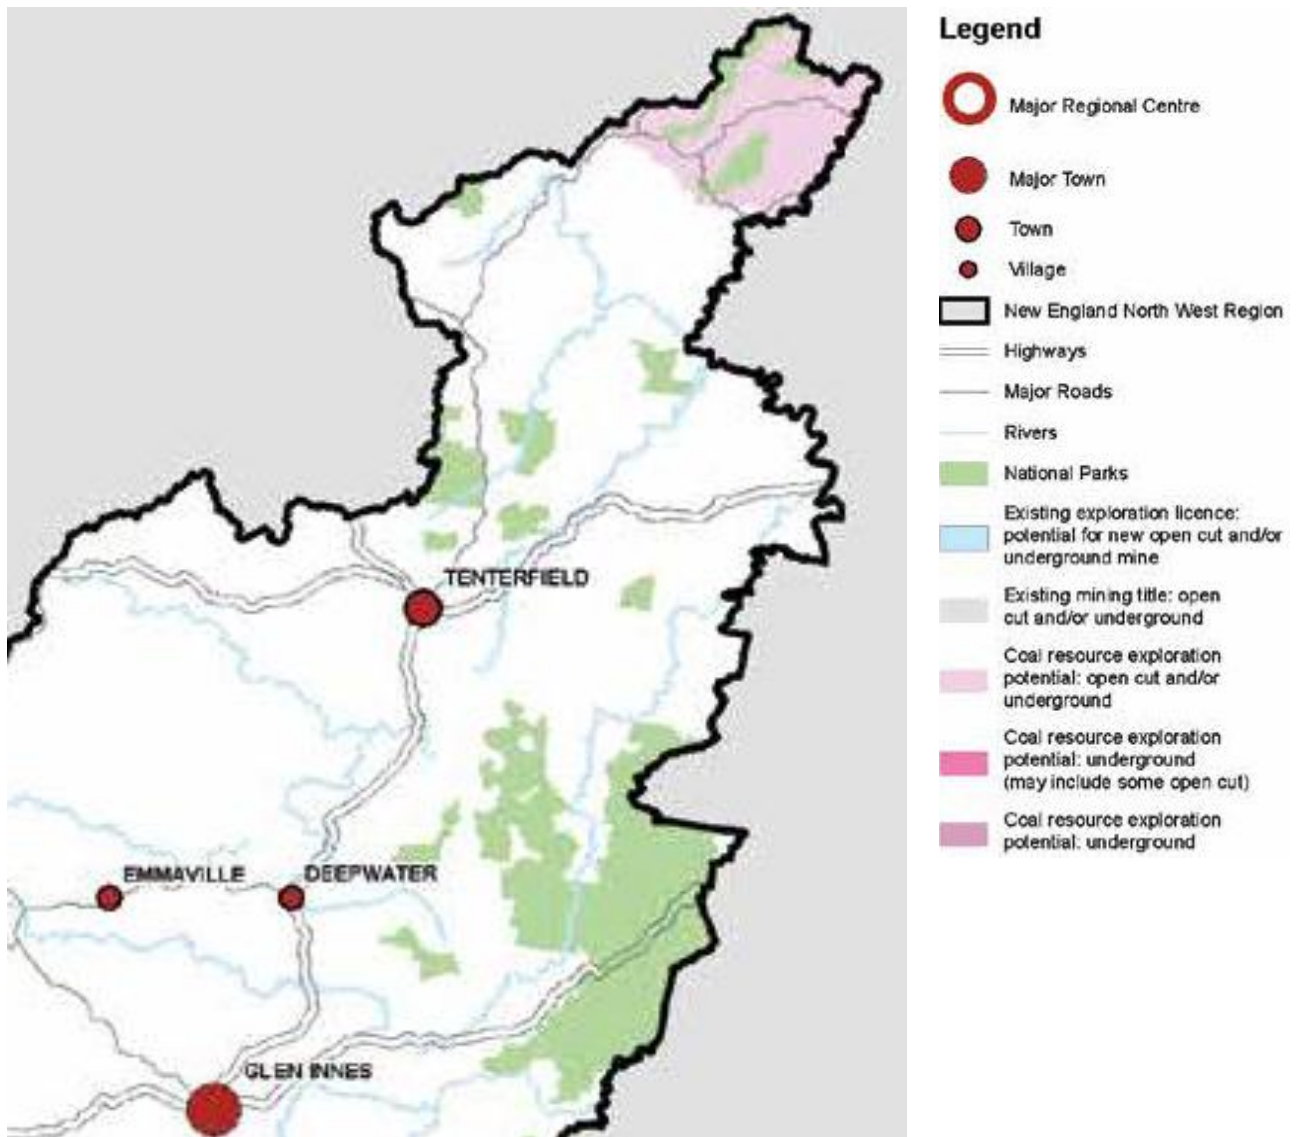 TENTERFIELD
EMMAVILLE
DEEPWATER
GLEN INNES
Legend
Major Regional Centre
Major Town
Town
Village
New England North West Region
Highways
Major Roads
Rivers
National Parks
Existing exploration licence:
potential for new open cut and/or
underground mine
Existing mining title: open
cut and/or underground
Coal resource exploration
potential: open cut and/or
underground
Coal resource exploration
potential: underground
(may include some open cut)
Coal resource exploration
potential: underground